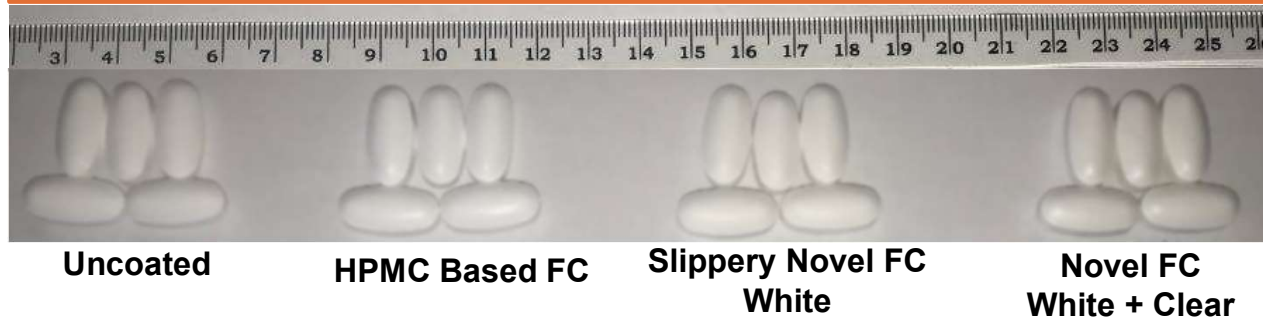 3 4 5 6 7 8 9 10 11 12 13 14 15 16 17 18 19 20 21 22 23 24 25
Uncoated
HPMC Based FC
Slippery Novel FC
White
Novel FC
White + Clear